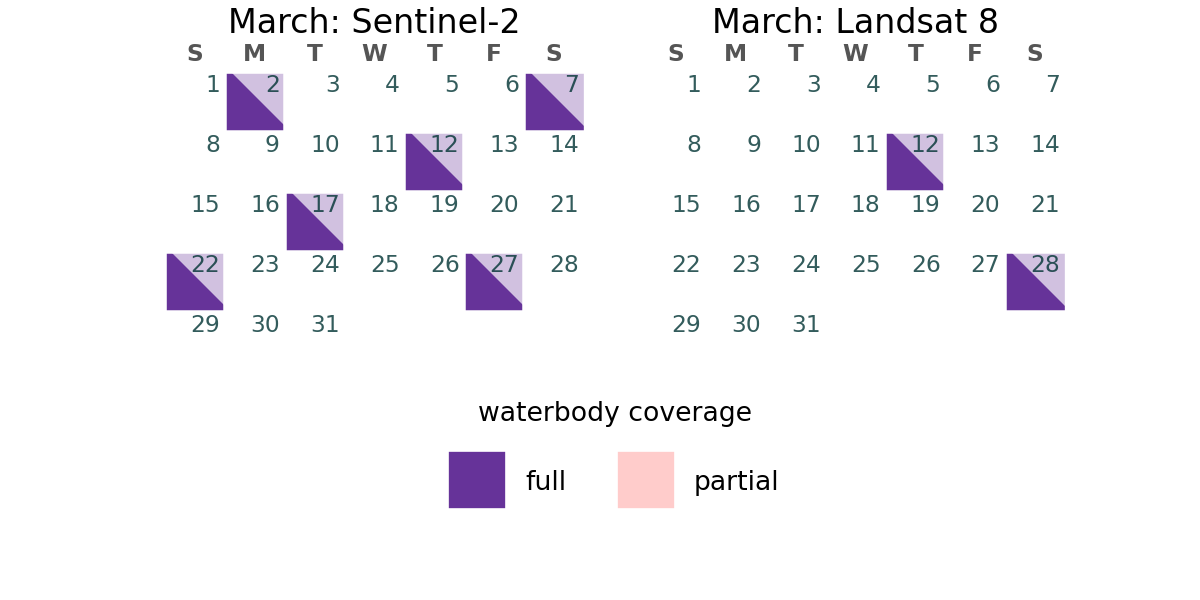 March: Sentinel-2
S M T W T F S
1 2 3 4 5 6 7
8 9 10 11 12 13 14
15 16 17 18 19 20 21
22 23 24 25 26 27 28
29 30 31
March: Landsat 8
S M T W T F S
1 2 3 4 5 6 7
8 9 10 11 12 13 14
15 16 17 18 19 20 21
22 23 24 25 26 27 28
29 30 31
waterbody coverage
full partial